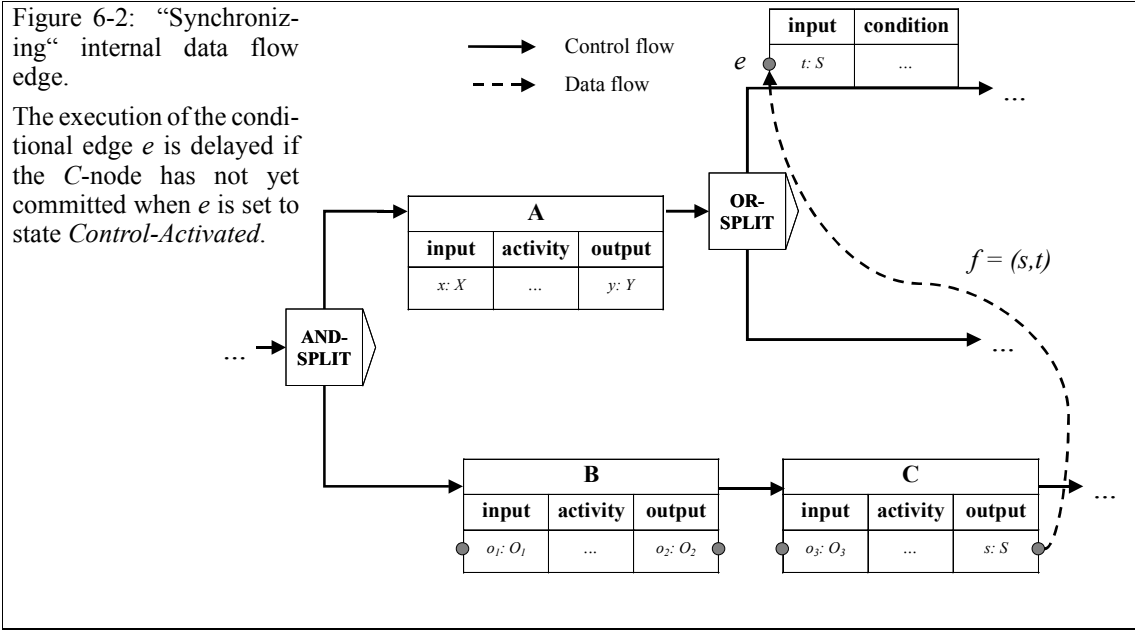 Figure 6-2: “Synchroniz-
ing“ internal data flow
edge.
The execution of the condi-
tional edge e is delayed if
the C-node has not yet
committed when e is set to
state Control-Activated.
Control flow
Data flow
input condition
e t: S ...
...
A
input activity output
x: X ... y: Y
OR-
SPLIT
f = (s,t)
...
AND-
SPLIT
...
B
input activity output
o1: O1 ... o2: O2
C
input activity output
o3: O3 ... s: S
...